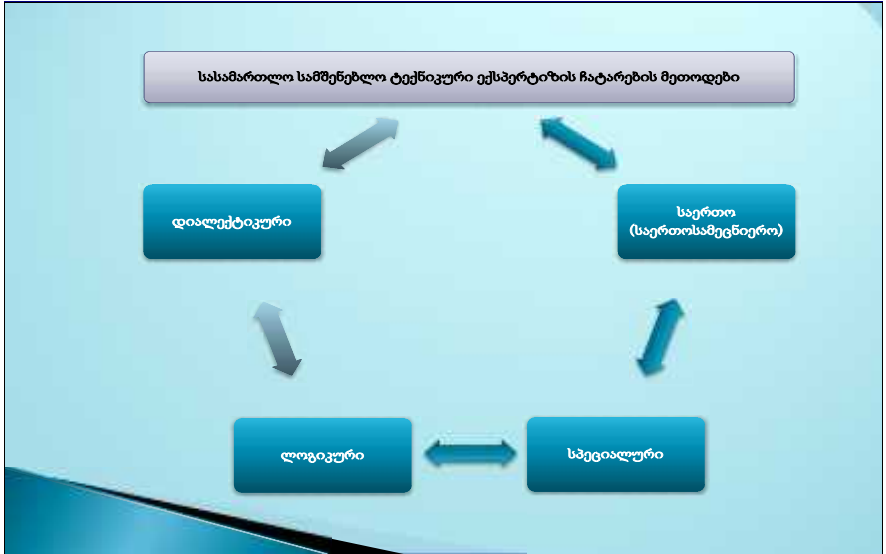 სასამართლო სამშენებლო ტექნიკური ექსპერტიზის ჩატარების მეთოდები
დიალექტიკური
საერთო
(საერთოსამეცნიერო)
ლოგიკური
სპეციალური